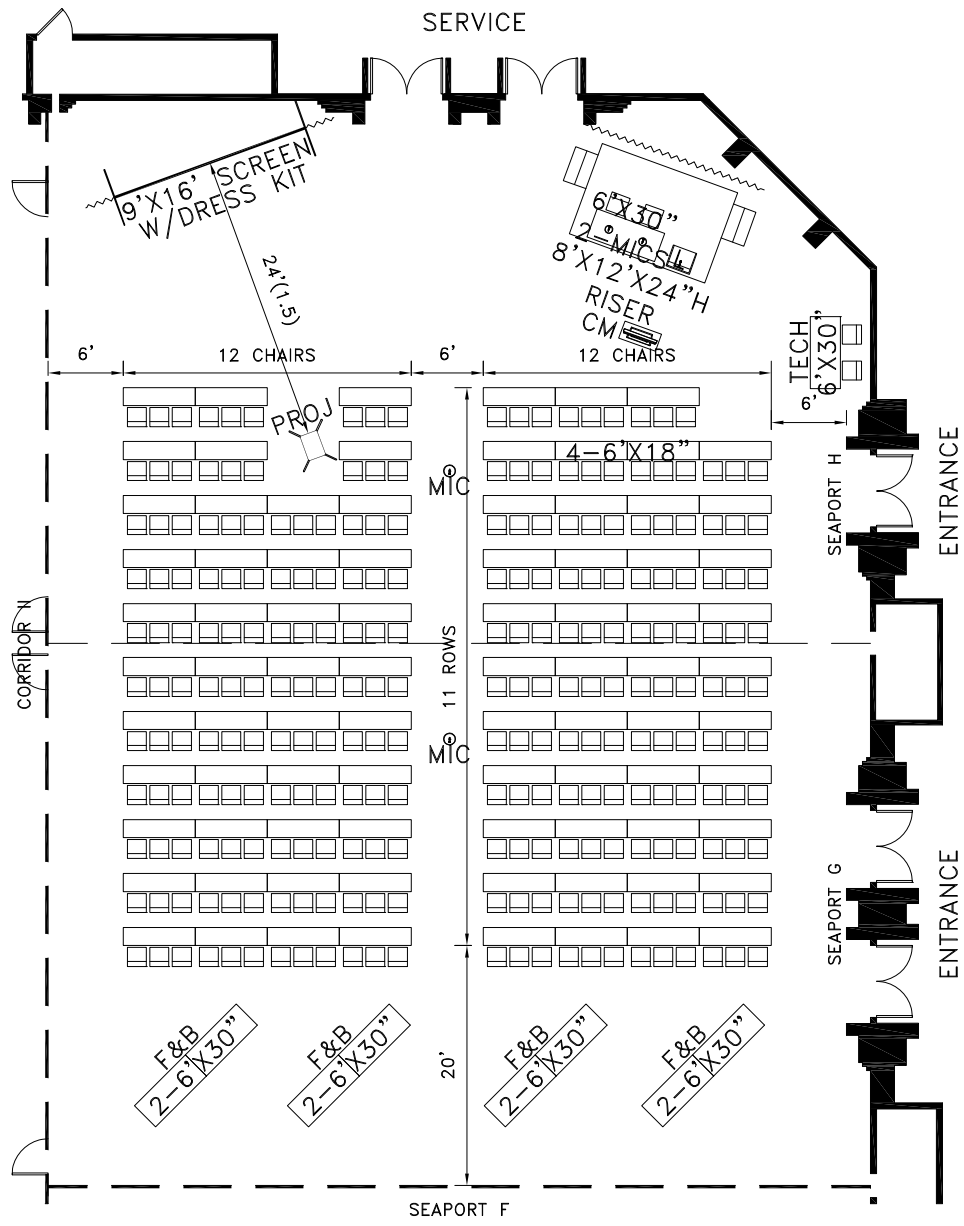 SERVICE
9'X16' SCREEN
W/DRESS KIT
6'X30"
2-MICS
8'X12'X24"H
RISER
CM
24'(1.5)
TECH
6'X30"
6'
12 CHAIRS
6'
12 CHAIRS
6'
PROJ
4-6'X18"
MIC
SEAPORT H
ENTRANCE
CORRIDOR
11 ROWS
MIC
SEAPORT G
ENTRANCE
F&B
2-6'X30"
F&B
2-6'X30"
F&B
2-6'X30"
F&B
2-6'X30"
20'
SEAPORT F